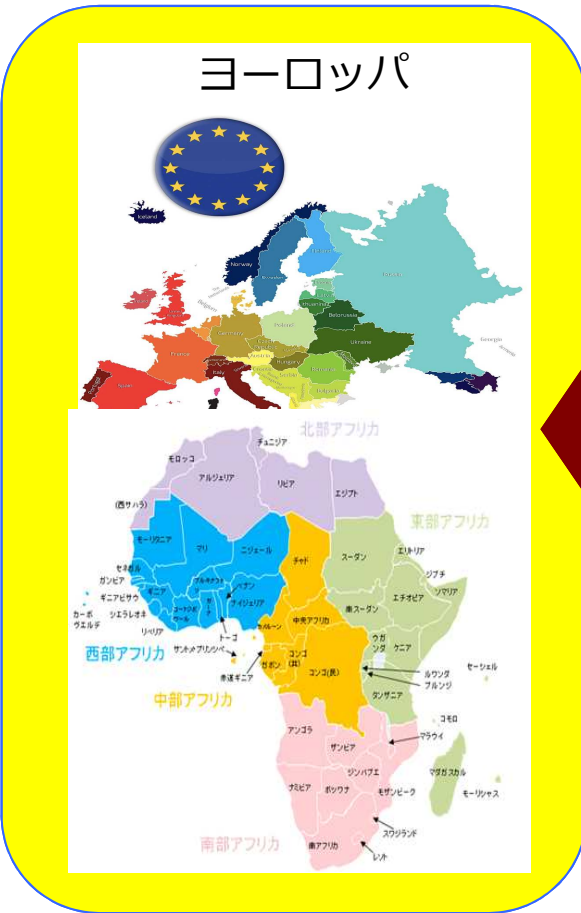 ヨーロッパ
Iceland
Norway
Belgium
Belorussia
Poland
Germany
Ukraine
France
Austria
Hungary
Italy
Georgia
北部アフリカ
チュニジア
モロッコ
アルジェリア
リビア
エジプト
(西サハラ)
東部アフリカ
モーリタニア
マリ
ニジェール
チャド
スーダン
エリトリア
ジブチ
セネガル
ガンビア
ギニアビサウ
ギニア
ベナン
ナイジェリア
エチオピア
ソマリア
カーボ
ヴェルデ
シエラレオネ
リベリア
トーゴ
カメルーン
中央アフリカ
南スーダン
ウガ
ンダ
ケニア
西部アフリカ
サントメプリンシペ
赤道ギニア
ガボン
コンゴ
(共)
コンゴ(民)
ルワンダ
ブルンジ
セーシェル
中部アフリカ
タンザニア
コモロ
アンゴラ
ザンビア
マラウイ
ジンバブエ
マダガスカル
ナミビア
ボツワナ
モザンビーク
モーリシャス
スワジランド
南部アフリカ
南アフリカ
レソト